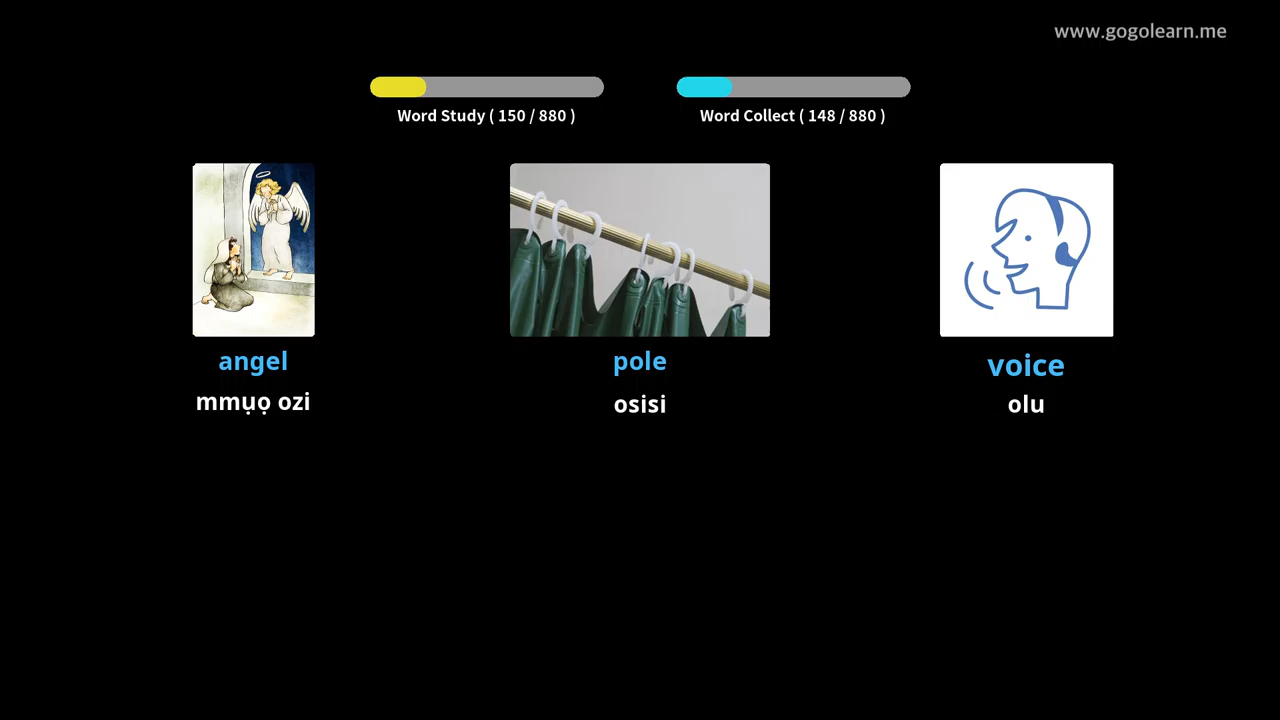 www.gogolearn.me
Word Study ( 150 / 880 )
Word Collect ( 148 / 880 )
angel
pole
voice
mmụọ ozi
osisi
olu